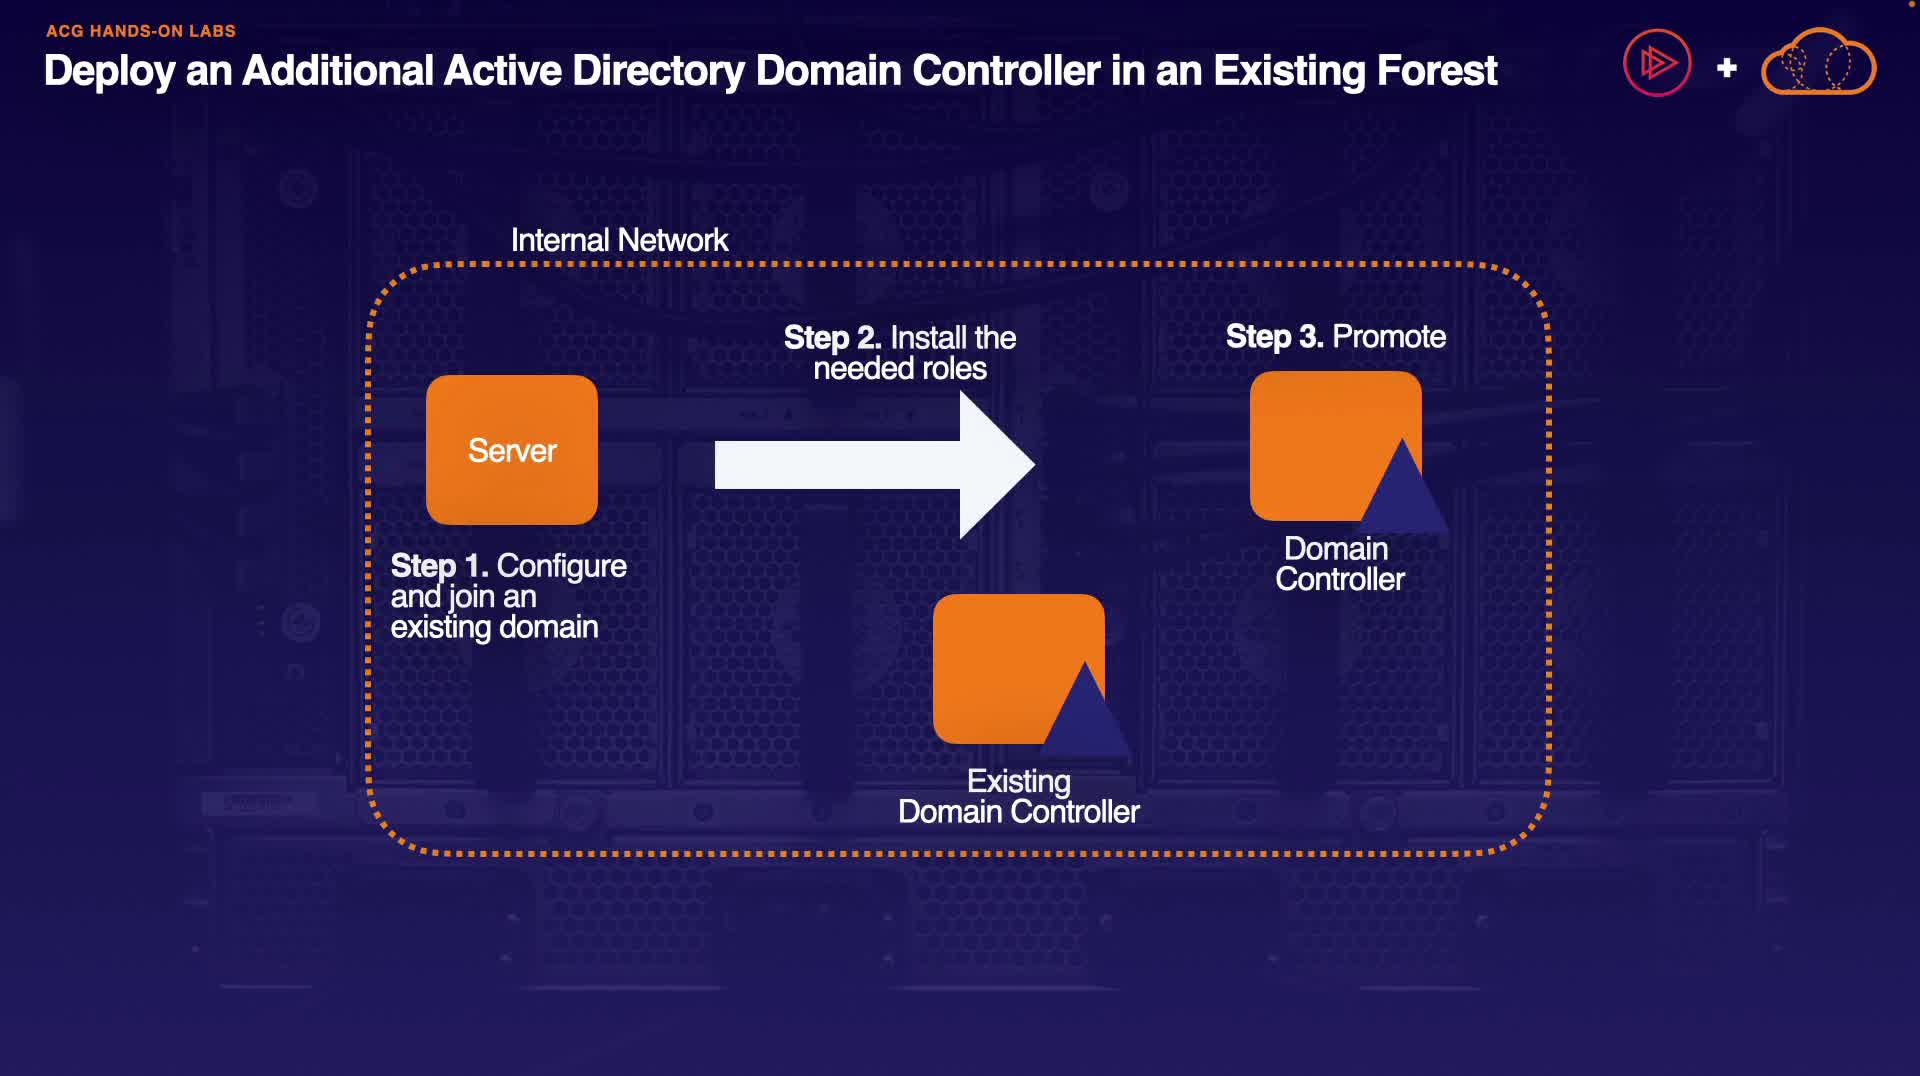 ACG HANDS-ON LABS
Deploy an Additional Active Directory Domain Controller in an Existing Forest
Internal Network
Step 2. Install the
needed roles
Step 3. Promote
Server
Step 1. Configure
and join an
existing domain
Domain
Controller
Existing
Domain Controller